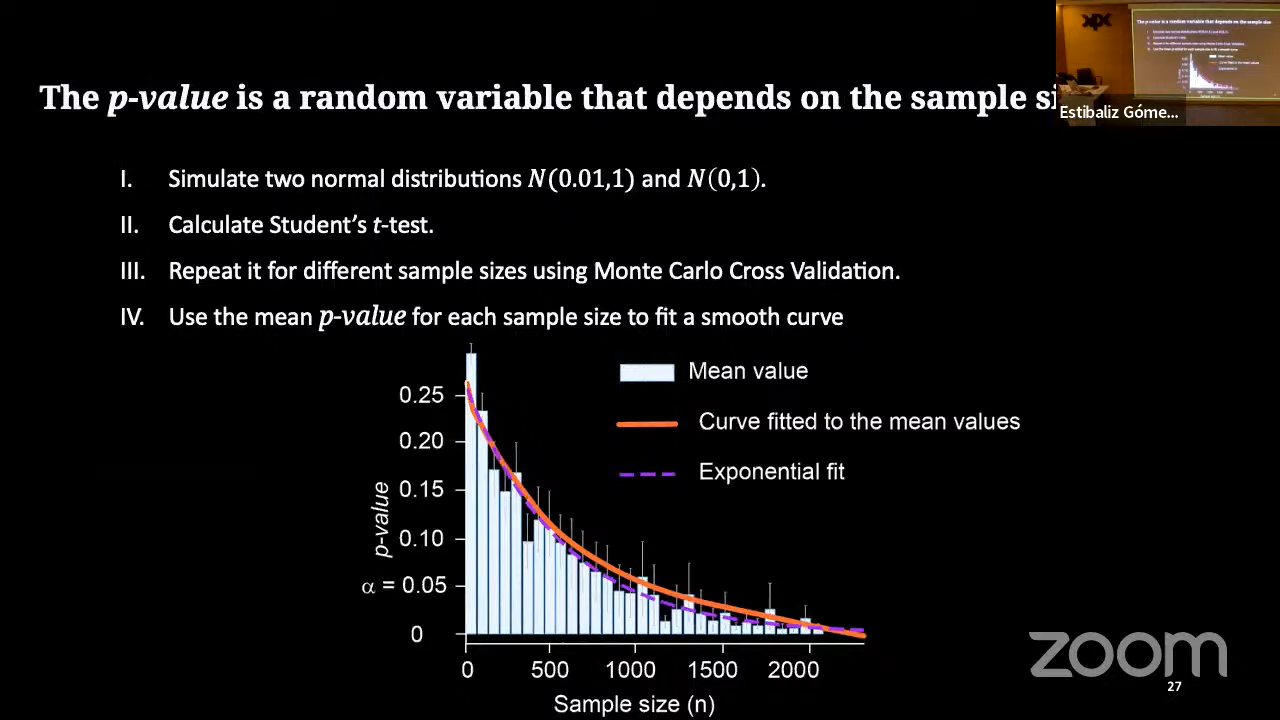 The p-value is a random variable that depends on the sample si
Estibaliz Góme...
I. Simulate two normal distributions N(0.01,1) and N(0,1).
II. Calculate Student's t-test.
III. Repeat it for different sample sizes using Monte Carlo Cross Validation.
IV. Use the mean p-value for each sample size to fit a smooth curve
Mean value
Curve fitted to the mean values
Exponential fit
p-value
0.25
0.20
0.15
0.10
α = 0.05
0
0 500 1000 1500 2000
Sample size (n)
zoom
27